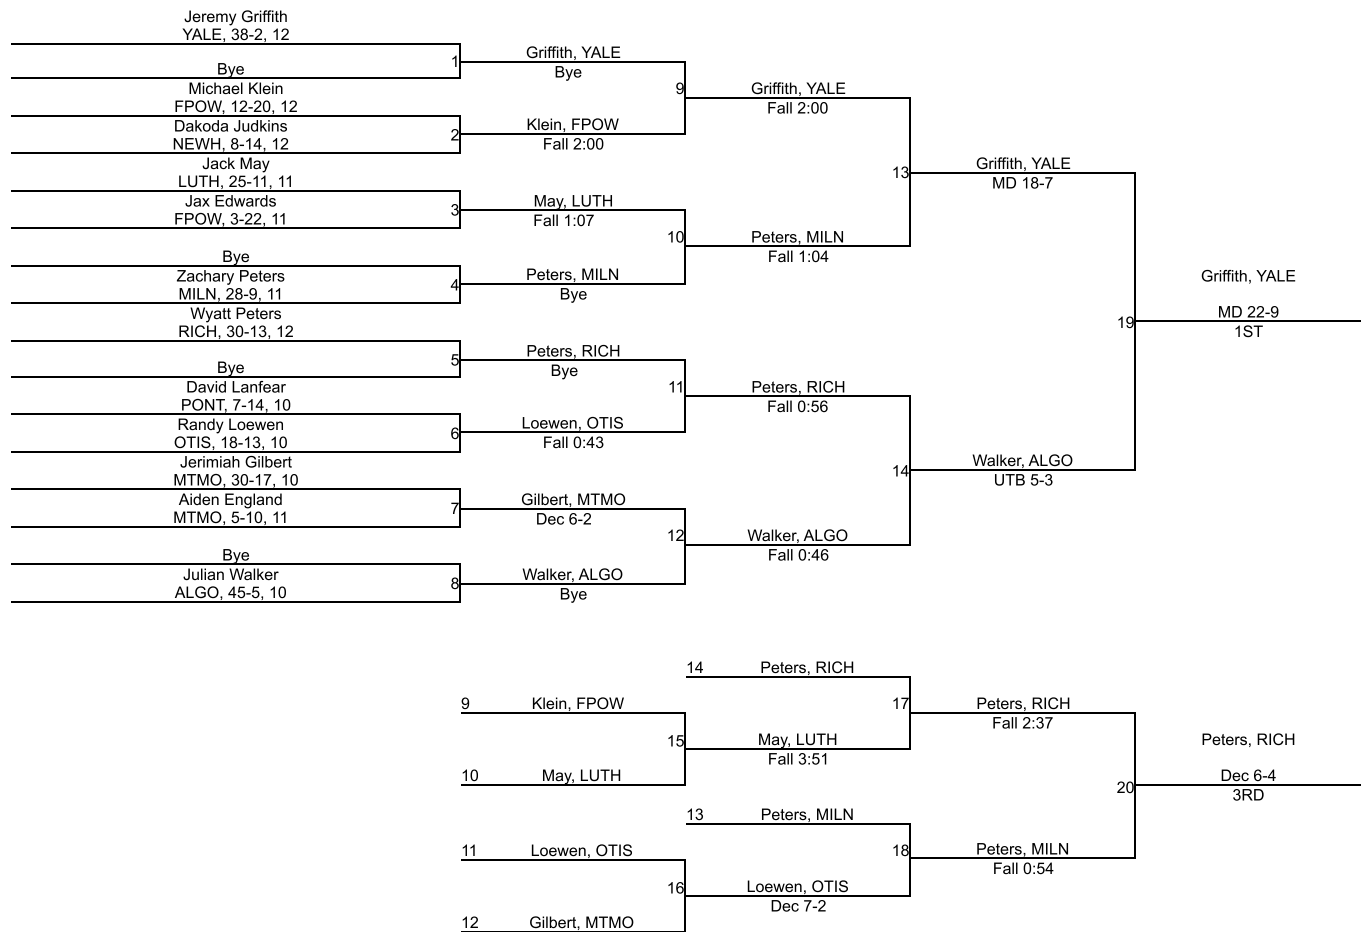 Jeremy Griffith
YALE, 38-2, 12
Bye
Michael Klein
FPOW, 12-20, 12
Dakoda Judkins
NEWH, 8-14, 12
Jack May
LUTH, 25-11, 11
Jax Edwards
FPOW, 3-22, 11
Bye
Zachary Peters
MILN, 28-9, 11
Wyatt Peters
RICH, 30-13, 12
Bye
David Lanfear
PONT, 7-14, 10
Randy Loewen
OTIS, 18-13, 10
Jerimiah Gilbert
MTMO, 30-17, 10
Aiden England
MTMO, 5-10, 11
Bye
Julian Walker
ALGO, 45-5, 10
1
Griffith, YALE
Bye
2
Klein, FPOW
Fall 2:00
3
May, LUTH
Fall 1:07
4
Peters, MILN
Bye
5
Peters, RICH
Bye
6
Loewen, OTIS
Fall 0:43
7
Gilbert, MTMO
Dec 6-2
8
Walker, ALGO
Bye
9
Griffith, YALE
Fall 2:00
10
Peters, MILN
Fall 1:04
11
Peters, RICH
Fall 0:56
12
Walker, ALGO
Fall 0:46
13
Griffith, YALE
MD 18-7
14
Walker, ALGO
UTB 5-3
19
Griffith, YALE
MD 22-9
1ST
9 Klein, FPOW
10 May, LUTH
11 Loewen, OTIS
12 Gilbert, MTMO
14 Peters, RICH
15
May, LUTH
Fall 3:51
13 Peters, MILN
16
Loewen, OTIS
Dec 7-2
17
Peters, RICH
Fall 2:37
18
Peters, MILN
Fall 0:54
20
Peters, RICH
Dec 6-4
3RD